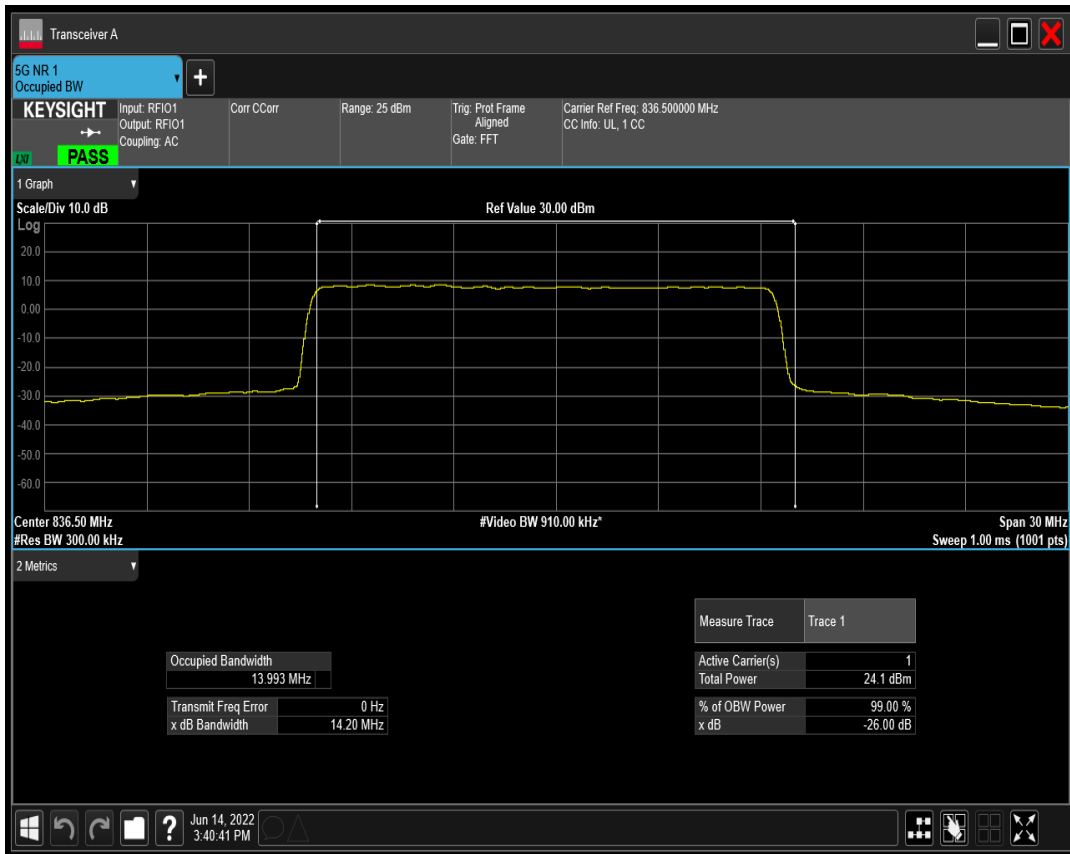 Transceiver A
5G NR 1
Occupied BW
+
KEYSIGHT
LXI
PASS
Input: RFIO1
Output: RFIO1
Coupling: AC
Corr CCorr
Range: 25 dBm
Trig: Prot Frame
Aligned
Gate: FFT
Carrier Ref Freq: 836.500000 MHz
CC Info: UL, 1 CC
1 Graph
Scale/Div 10.0 dB
Ref Value 30.00 dBm
Log
20.0
10.0
0.00
-10.0
-20.0
-30.0
-40.0
-50.0
-60.0
Center 836.50 MHz
#Video BW 910.00 kHz*
Span 30 MHz
#Res BW 300.00 kHz
Sweep 1.00 ms (1001 pts)
2 Metrics
Measure Trace Trace 1
Occupied Bandwidth
13.993 MHz
Active Carrier(s) 1
Total Power 24.1 dBm
Transmit Freq Error 0 Hz
x dB Bandwidth 14.20 MHz
% of OBW Power 99.00 %
x dB -26.00 dB
?
Jun 14, 2022
3:40:41 PM